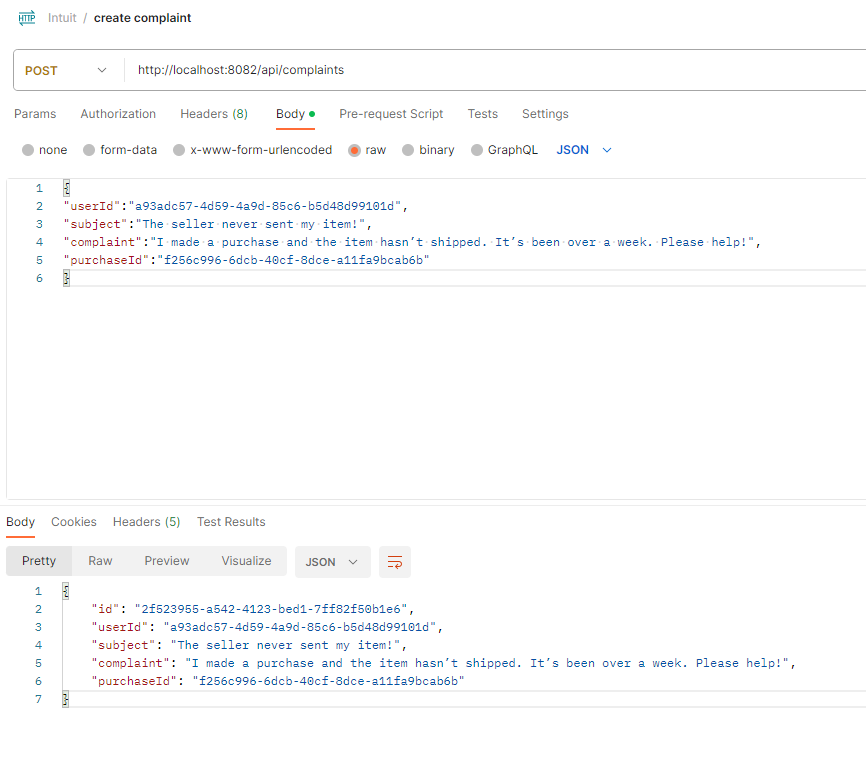 HTTP Intuit / create complaint
POST http://localhost:8082/api/complaints
Params Authorization Headers (8) Body Pre-request Script Tests Settings
none form-data x-www-form-urlencoded raw binary GraphQL JSON
1 {
2 "userId":"a93adc57-4d59-4a9d-85c6-b5d48d99101d",
3 "subject":"The seller never sent my item!",
4 "complaint":"I made a purchase and the item hasn’t shipped. It’s been over a week. Please help!",
5 "purchaseId":"f256c996-6dcb-40cf-8dce-a11fa9bcab6b"
6 }
Body Cookies Headers (5) Test Results
Pretty Raw Preview Visualize JSON
1 {
2 "id": "2f523955-a542-4123-bed1-7ff82f50b1e6",
3 "userId": "a93adc57-4d59-4a9d-85c6-b5d48d99101d",
4 "subject": "The seller never sent my item!",
5 "complaint": "I made a purchase and the item hasn’t shipped. It’s been over a week. Please help!",
6 "purchaseId": "f256c996-6dcb-40cf-8dce-a11fa9bcab6b"
7 }